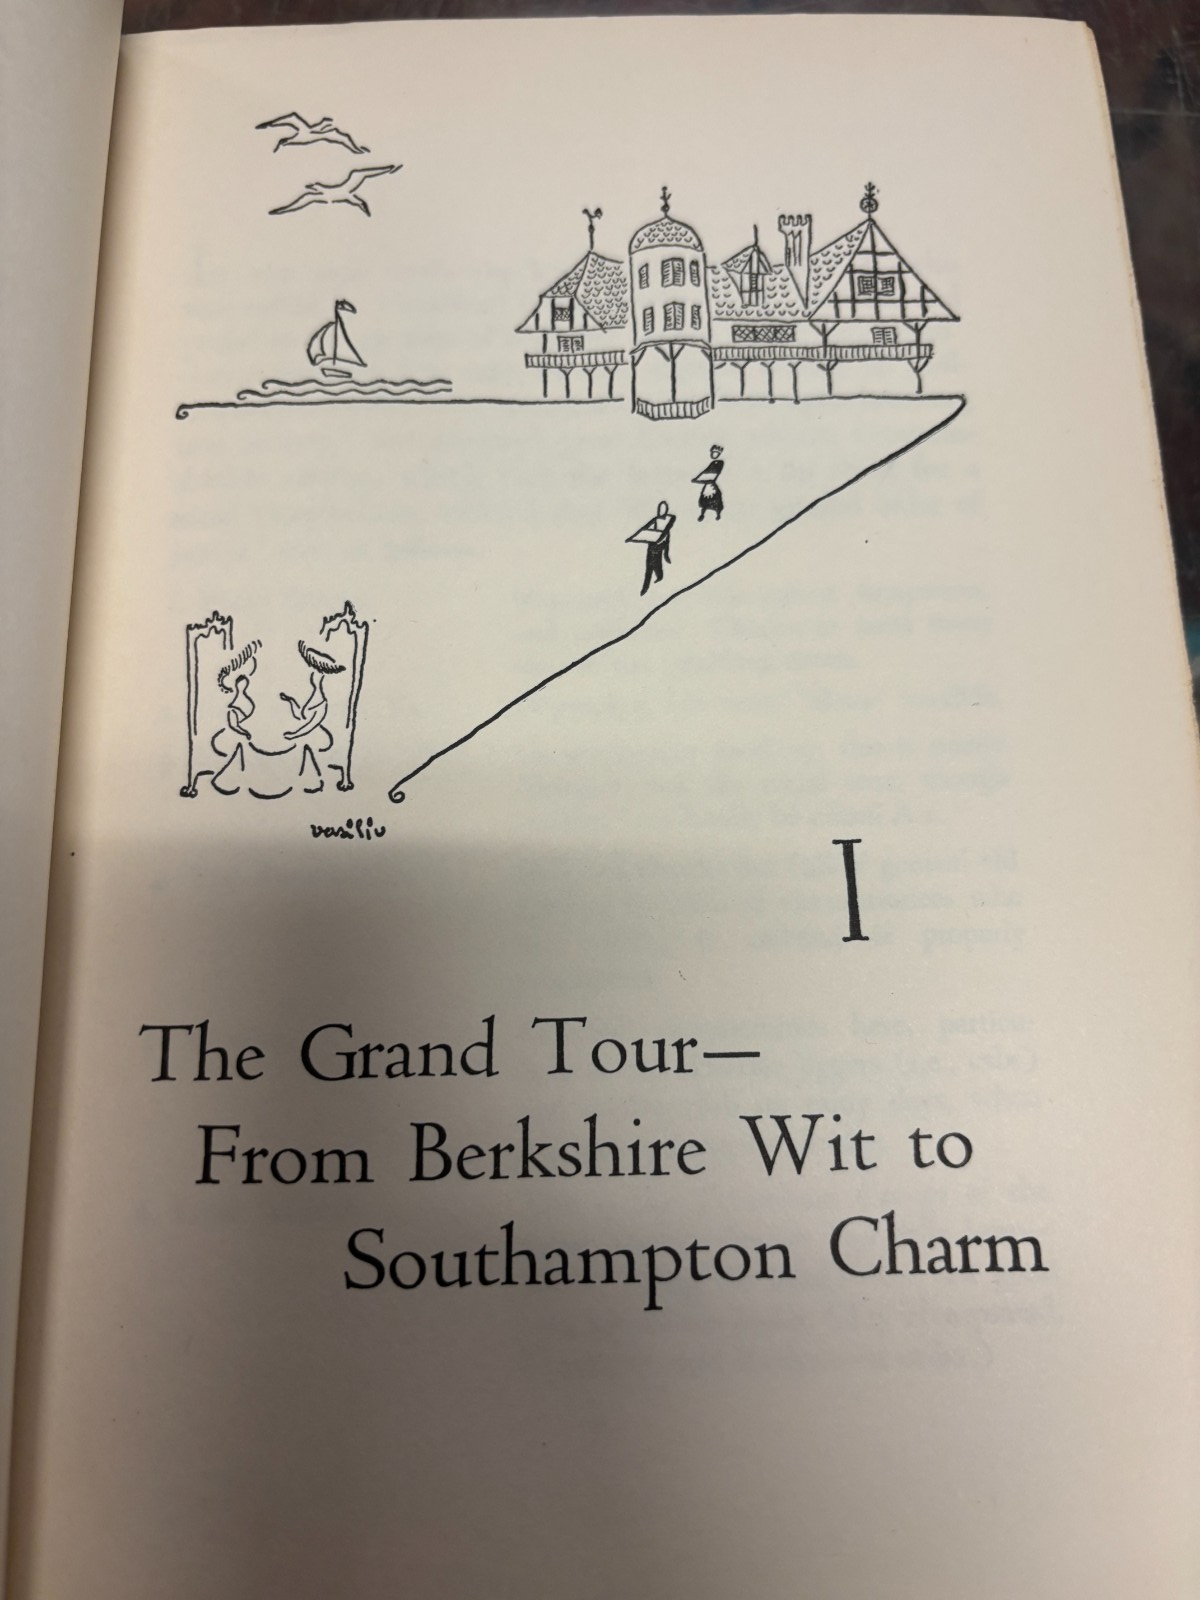 vasiliu
I
The Grand Tour—
From Berkshire Wit to
Southampton Charm